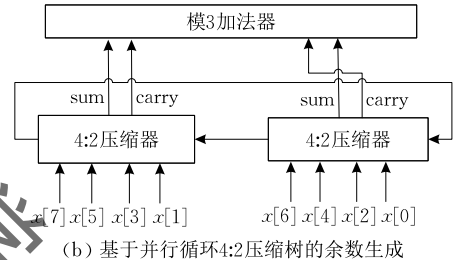 模3加法器
sum carry sum carry
4:2压缩器 4:2压缩器
x[7] x[5] x[3] x[1] x[6] x[4] x[2] x[0]
(b) 基于并行循环4:2压缩树的余数生成